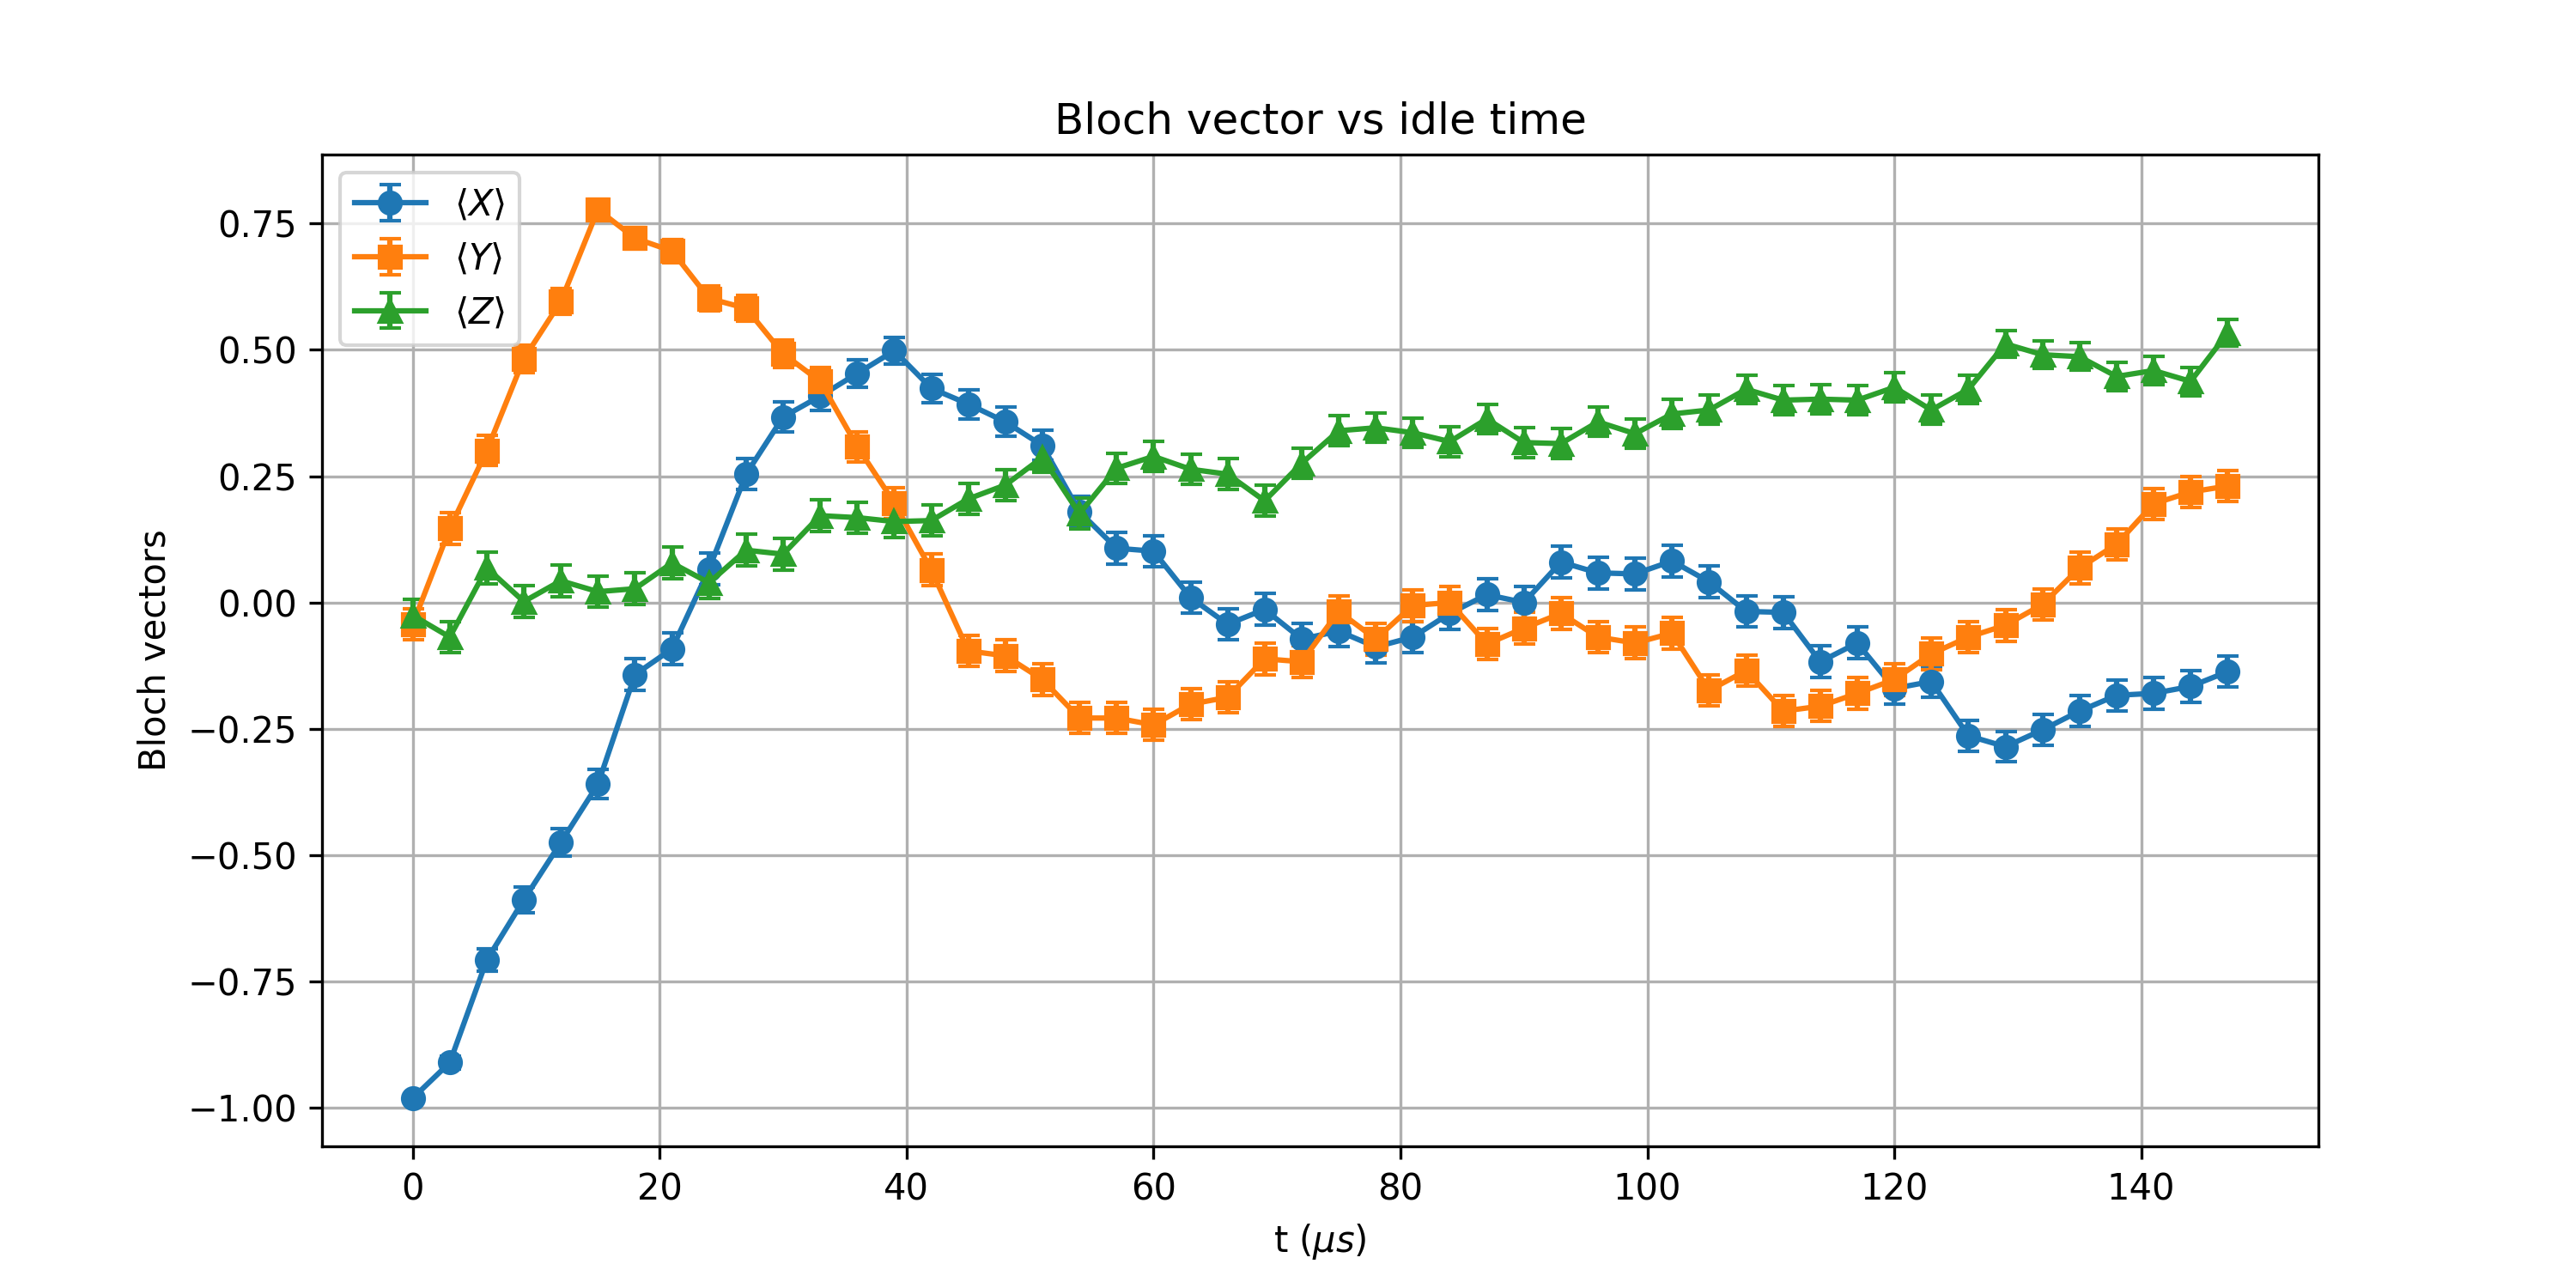 Bloch vector vs idle time
⟨X⟩
⟨Y⟩
⟨Z⟩
Bloch vectors
0.75
0.50
0.25
0.00
−0.25
−0.50
−0.75
−1.00
0 20 40 60 80 100 120 140
t (μs)